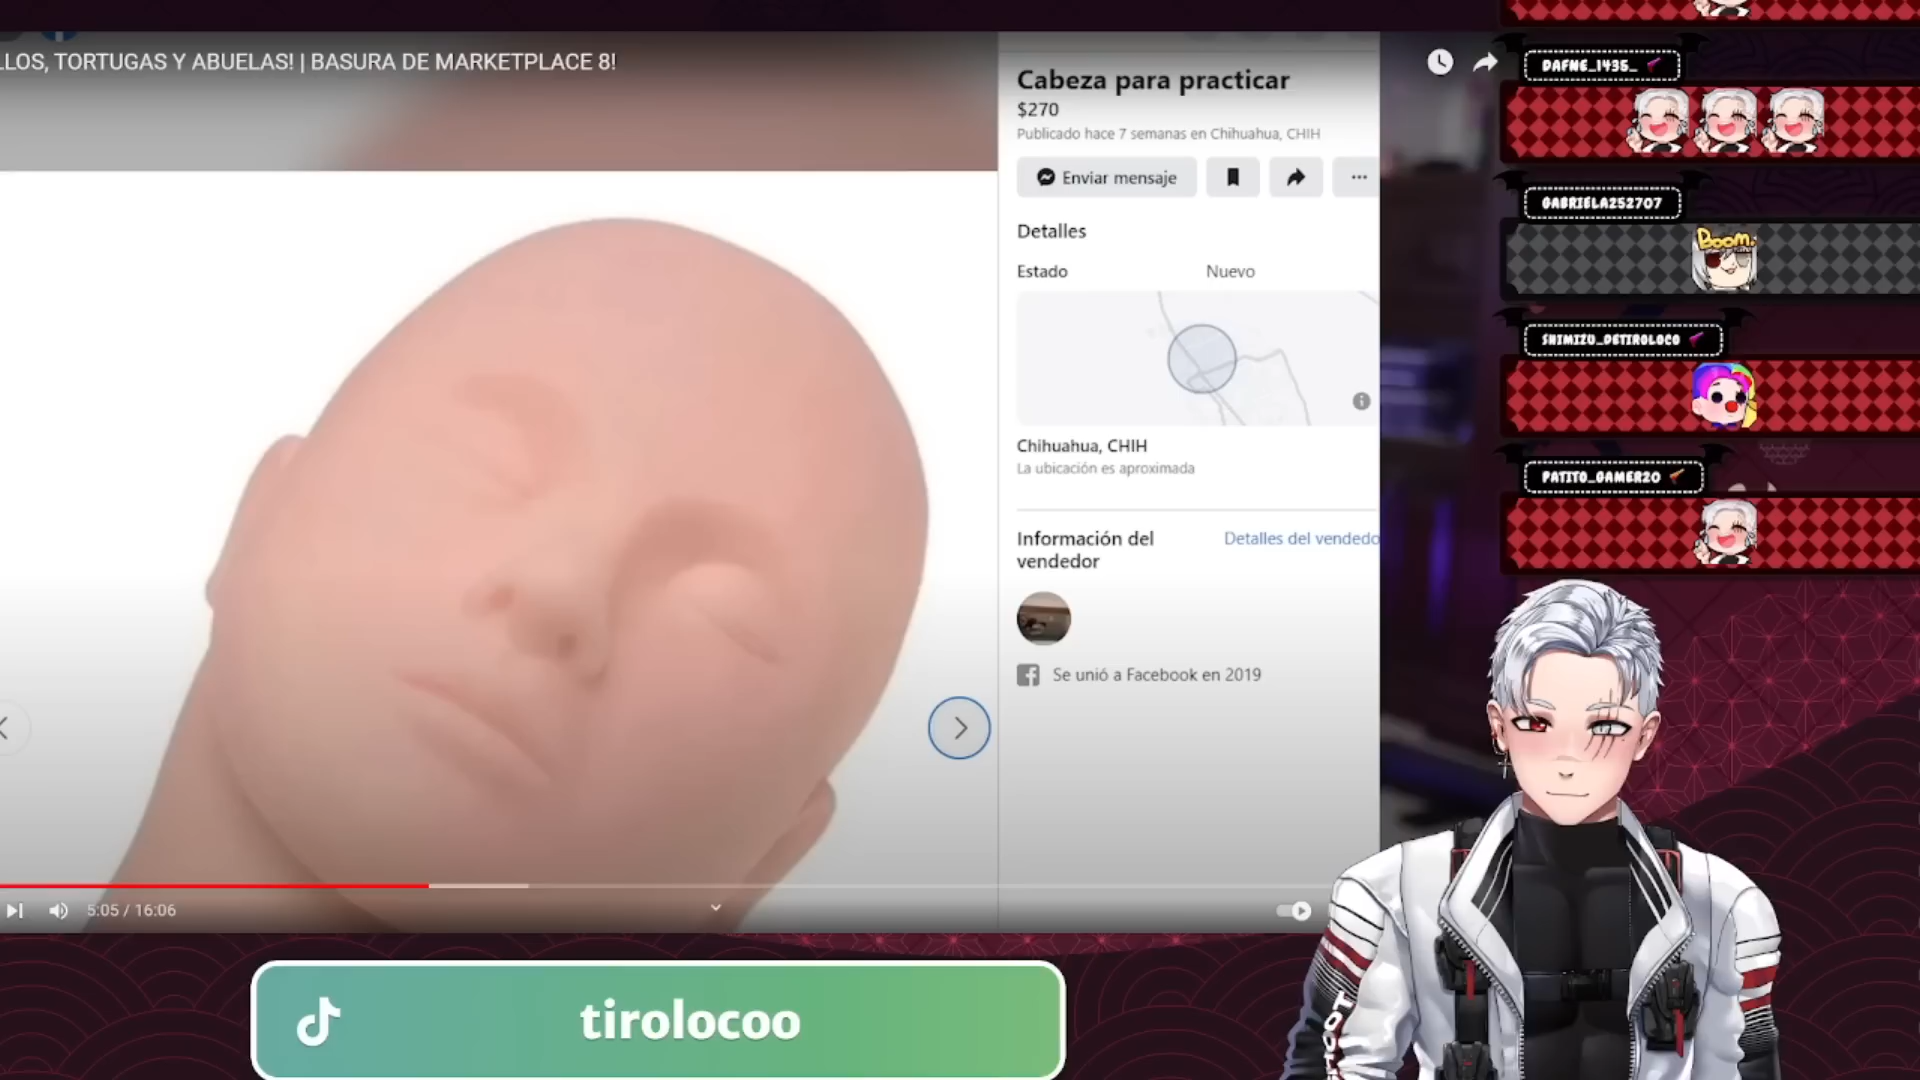 LLOS, TORTUGAS Y ABUELAS! | BASURA DE MARKETPLACE 8!
Cabeza para practicar
$270
Publicado hace 7 semanas en Chihuahua, CHIH
Enviar mensaje
Detalles
Estado Nuevo
Chihuahua, CHIH
La ubicación es aproximada
Información del vendedor
Detalles del vendedo
Se unió a Facebook en 2019
5:05 / 16:06
DAFNE_1435_
GABRIELA252707
BOOM.
SHIMIZU_DETIROLOCO
PATITO_GAMER20
tirolocoo